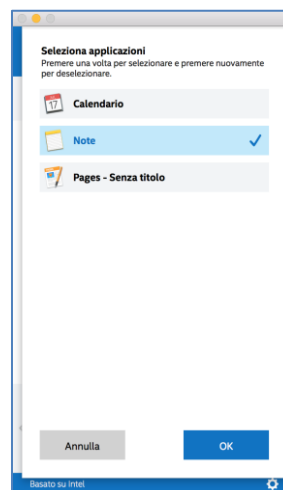 Seleziona applicazioni
Premere una volta per selezionare e premere nuovamente
per deselezionare.
17
Calendario
Note
Pages - Senza titolo
Annulla
OK
Basato su Intel